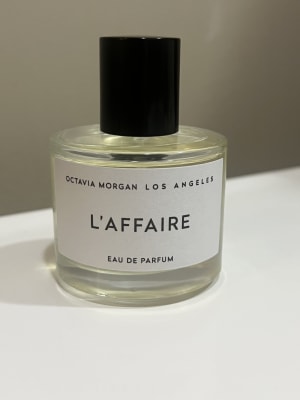 OCTAVIA MORGAN LOS ANGELES
L'AFFAIRE
EAU DE PARFUM